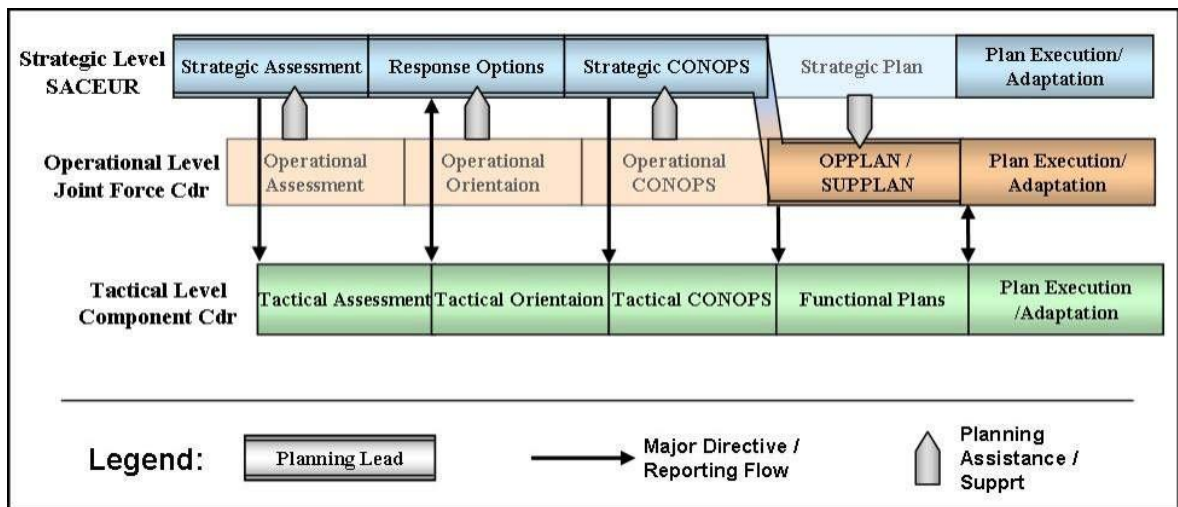 Strategic Level
SACEUR
Strategic Assessment
Response Options
Strategic CONOPS
Strategic Plan
Plan Execution/
Adaptation
Operational Level
Joint Force Cdr
Operational
Assessment
Operational
Orientaion
Operational
CONOPS
OPPLAN /
SUPPLAN
Plan Execution/
Adaptation
Tactical Level
Component Cdr
Tactical Assessment
Tactical Orientaion
Tactical CONOPS
Functional Plans
Plan Execution
/Adaptation
Legend:
Planning Lead
Major Directive /
Reporting Flow
Planning
Assistance /
Supprt